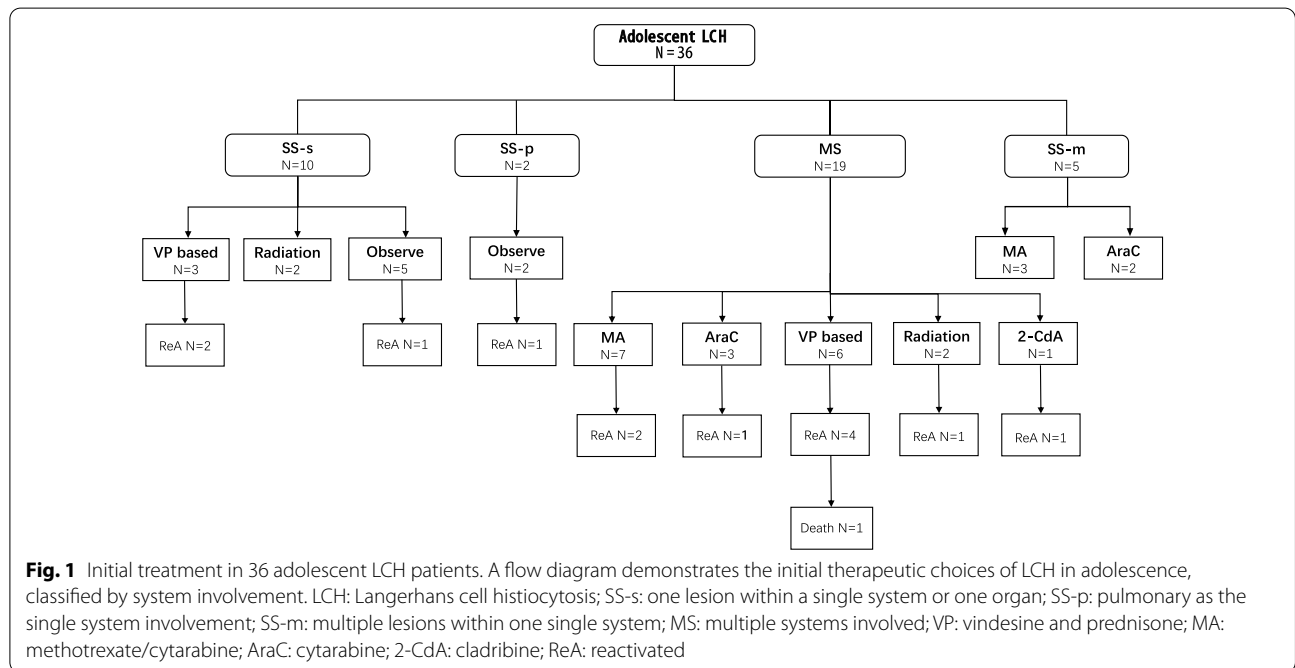 Adolescent LCH
N=36
SS-s
N=10
SS-p
N=2
MS
N=19
SS-m
N=5
VP based
N=3
Radiation
N=2
Observe
N=5
Observe
N=2
MA
N=3
AraC
N=2
ReA N=2
ReA N=1
ReA N=1
MA
N=7
AraC
N=3
VP based
N=6
Radiation
N=2
2-CdA
N=1
ReA N=2
ReA N=1
ReA N=4
ReA N=1
ReA N=1
Death N=1
Fig. 1 Initial treatment in 36 adolescent LCH patients. A flow diagram demonstrates the initial therapeutic choices of LCH in adolescence,
classified by system involvement. LCH: Langerhans cell histiocytosis; SS-s: one lesion within a single system or one organ; SS-p: pulmonary as the
single system involvement; SS-m: multiple lesions within one single system; MS: multiple systems involved; VP: vindesine and prednisone; MA:
methotrexate/cytarabine; AraC: cytarabine; 2-CdA: cladribine; ReA: reactivated